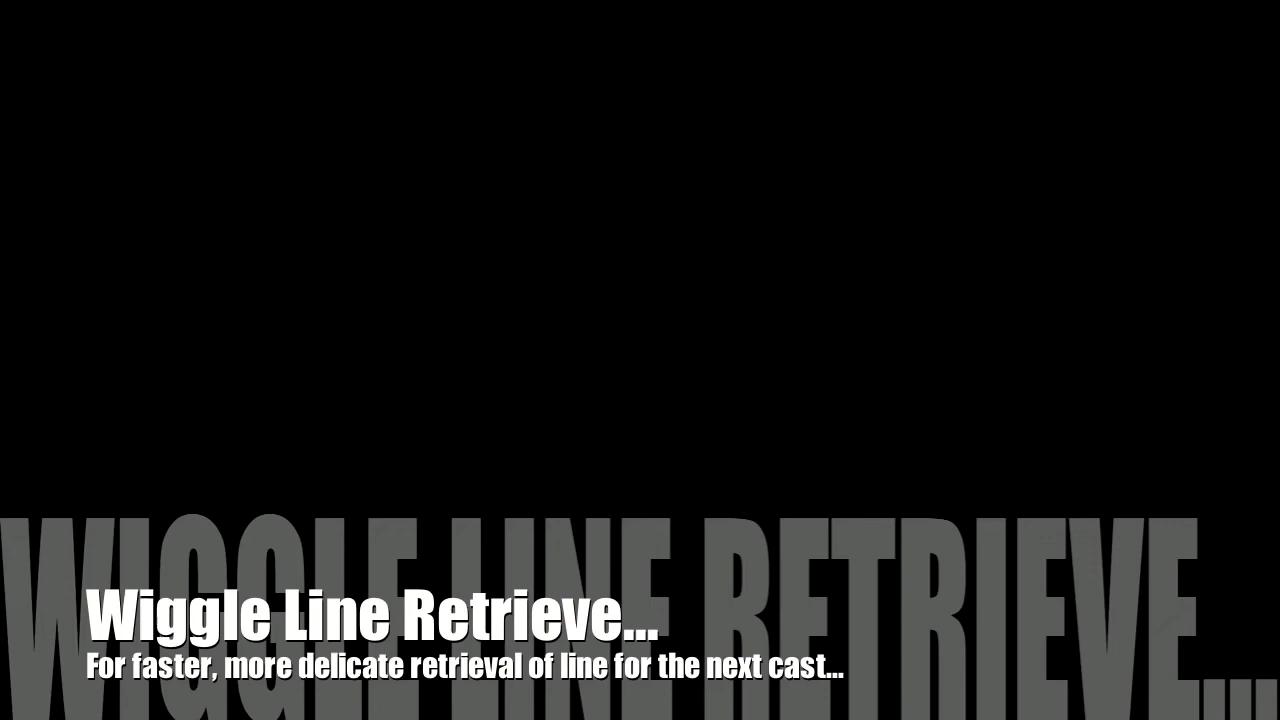 WIGGLE LINE RETRIEVE...
Wiggle Line Retrieve...
For faster, more delicate retrieval of line for the next cast...